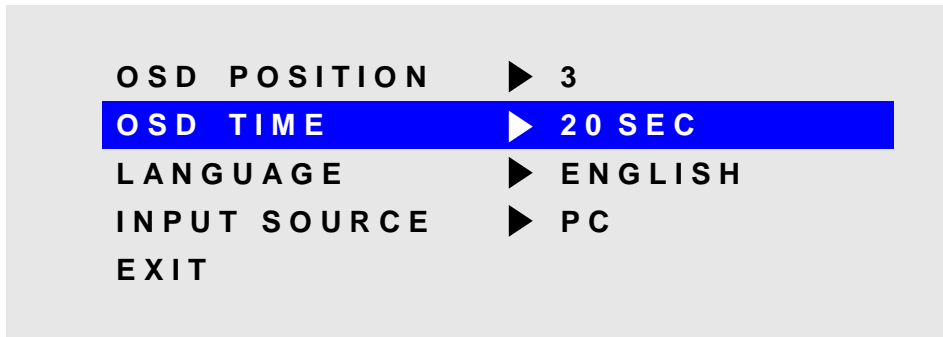 OSD POSITION ▶ 3
OSD TIME ▶ 20 SEC
LANGUAGE ▶ ENGLISH
INPUT SOURCE ▶ PC
EXIT